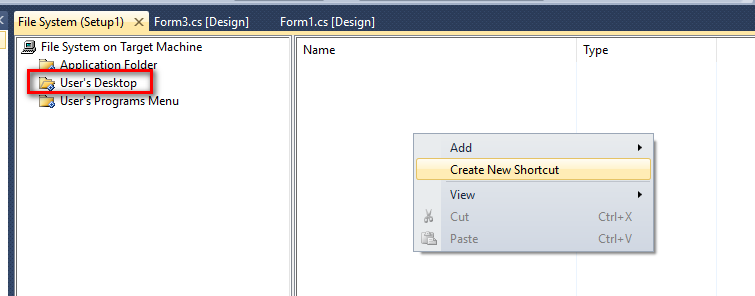 File System (Setup1) Form3.cs [Design] Form1.cs [Design]
File System on Target Machine
Application Folder
User's Desktop
User's Programs Menu
Name Type
Add
Create New Shortcut
View
Cut Ctrl+X
Paste Ctrl+V